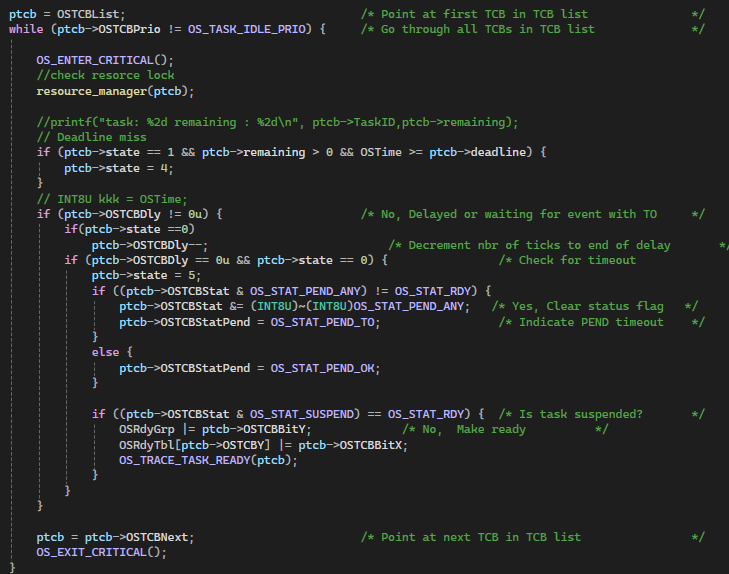 ptcb = OSTCBList;                                  /* Point at first TCB in TCB list               */
while (ptcb->OSTCBPrio != OS_TASK_IDLE_PRIO) {     /* Go through all TCBs in TCB list              */
    OS_ENTER_CRITICAL();
    //check resorce lock
    resource_manager(ptcb);
    //printf("task: %2d remaining : %2d\n", ptcb->TaskID,ptcb->remaining);
    // Deadline miss
    if (ptcb->state == 1 && ptcb->remaining > 0 && OSTime >= ptcb->deadline) {
        ptcb->state = 4;
    }
    // INT8U kkk = OSTime;
    if (ptcb->OSTCBDly != 0u) {                    /* No, Delayed or waiting for event with TO     */
        if(ptcb->state ==0)
            ptcb->OSTCBDly--;                          /* Decrement nbr of ticks to end of delay       */
        if (ptcb->OSTCBDly == 0u && ptcb->state == 0) {                /* Check for timeout                            */
            ptcb->state = 5;
            if ((ptcb->OSTCBStat & OS_STAT_PEND_ANY) != OS_STAT_RDY) {
                ptcb->OSTCBStat &= (INT8U)~(INT8U)OS_STAT_PEND_ANY;   /* Yes, Clear status flag   */
                ptcb->OSTCBStatPend = OS_STAT_PEND_TO;                 /* Indicate PEND timeout    */
            }
            else {
                ptcb->OSTCBStatPend = OS_STAT_PEND_OK;
            }
            if ((ptcb->OSTCBStat & OS_STAT_SUSPEND) == OS_STAT_RDY) {  /* Is task suspended?       */
                OSRdyGrp |= ptcb->OSTCBBitY;             /* No,  Make ready          */
                OSRdyTbl[ptcb->OSTCBY] |= ptcb->OSTCBBitX;
                OS_TRACE_TASK_READY(ptcb);
            }
        }
    }
    ptcb = ptcb->OSTCBNext;                        /* Point at next TCB in TCB list                */
    OS_EXIT_CRITICAL();
}